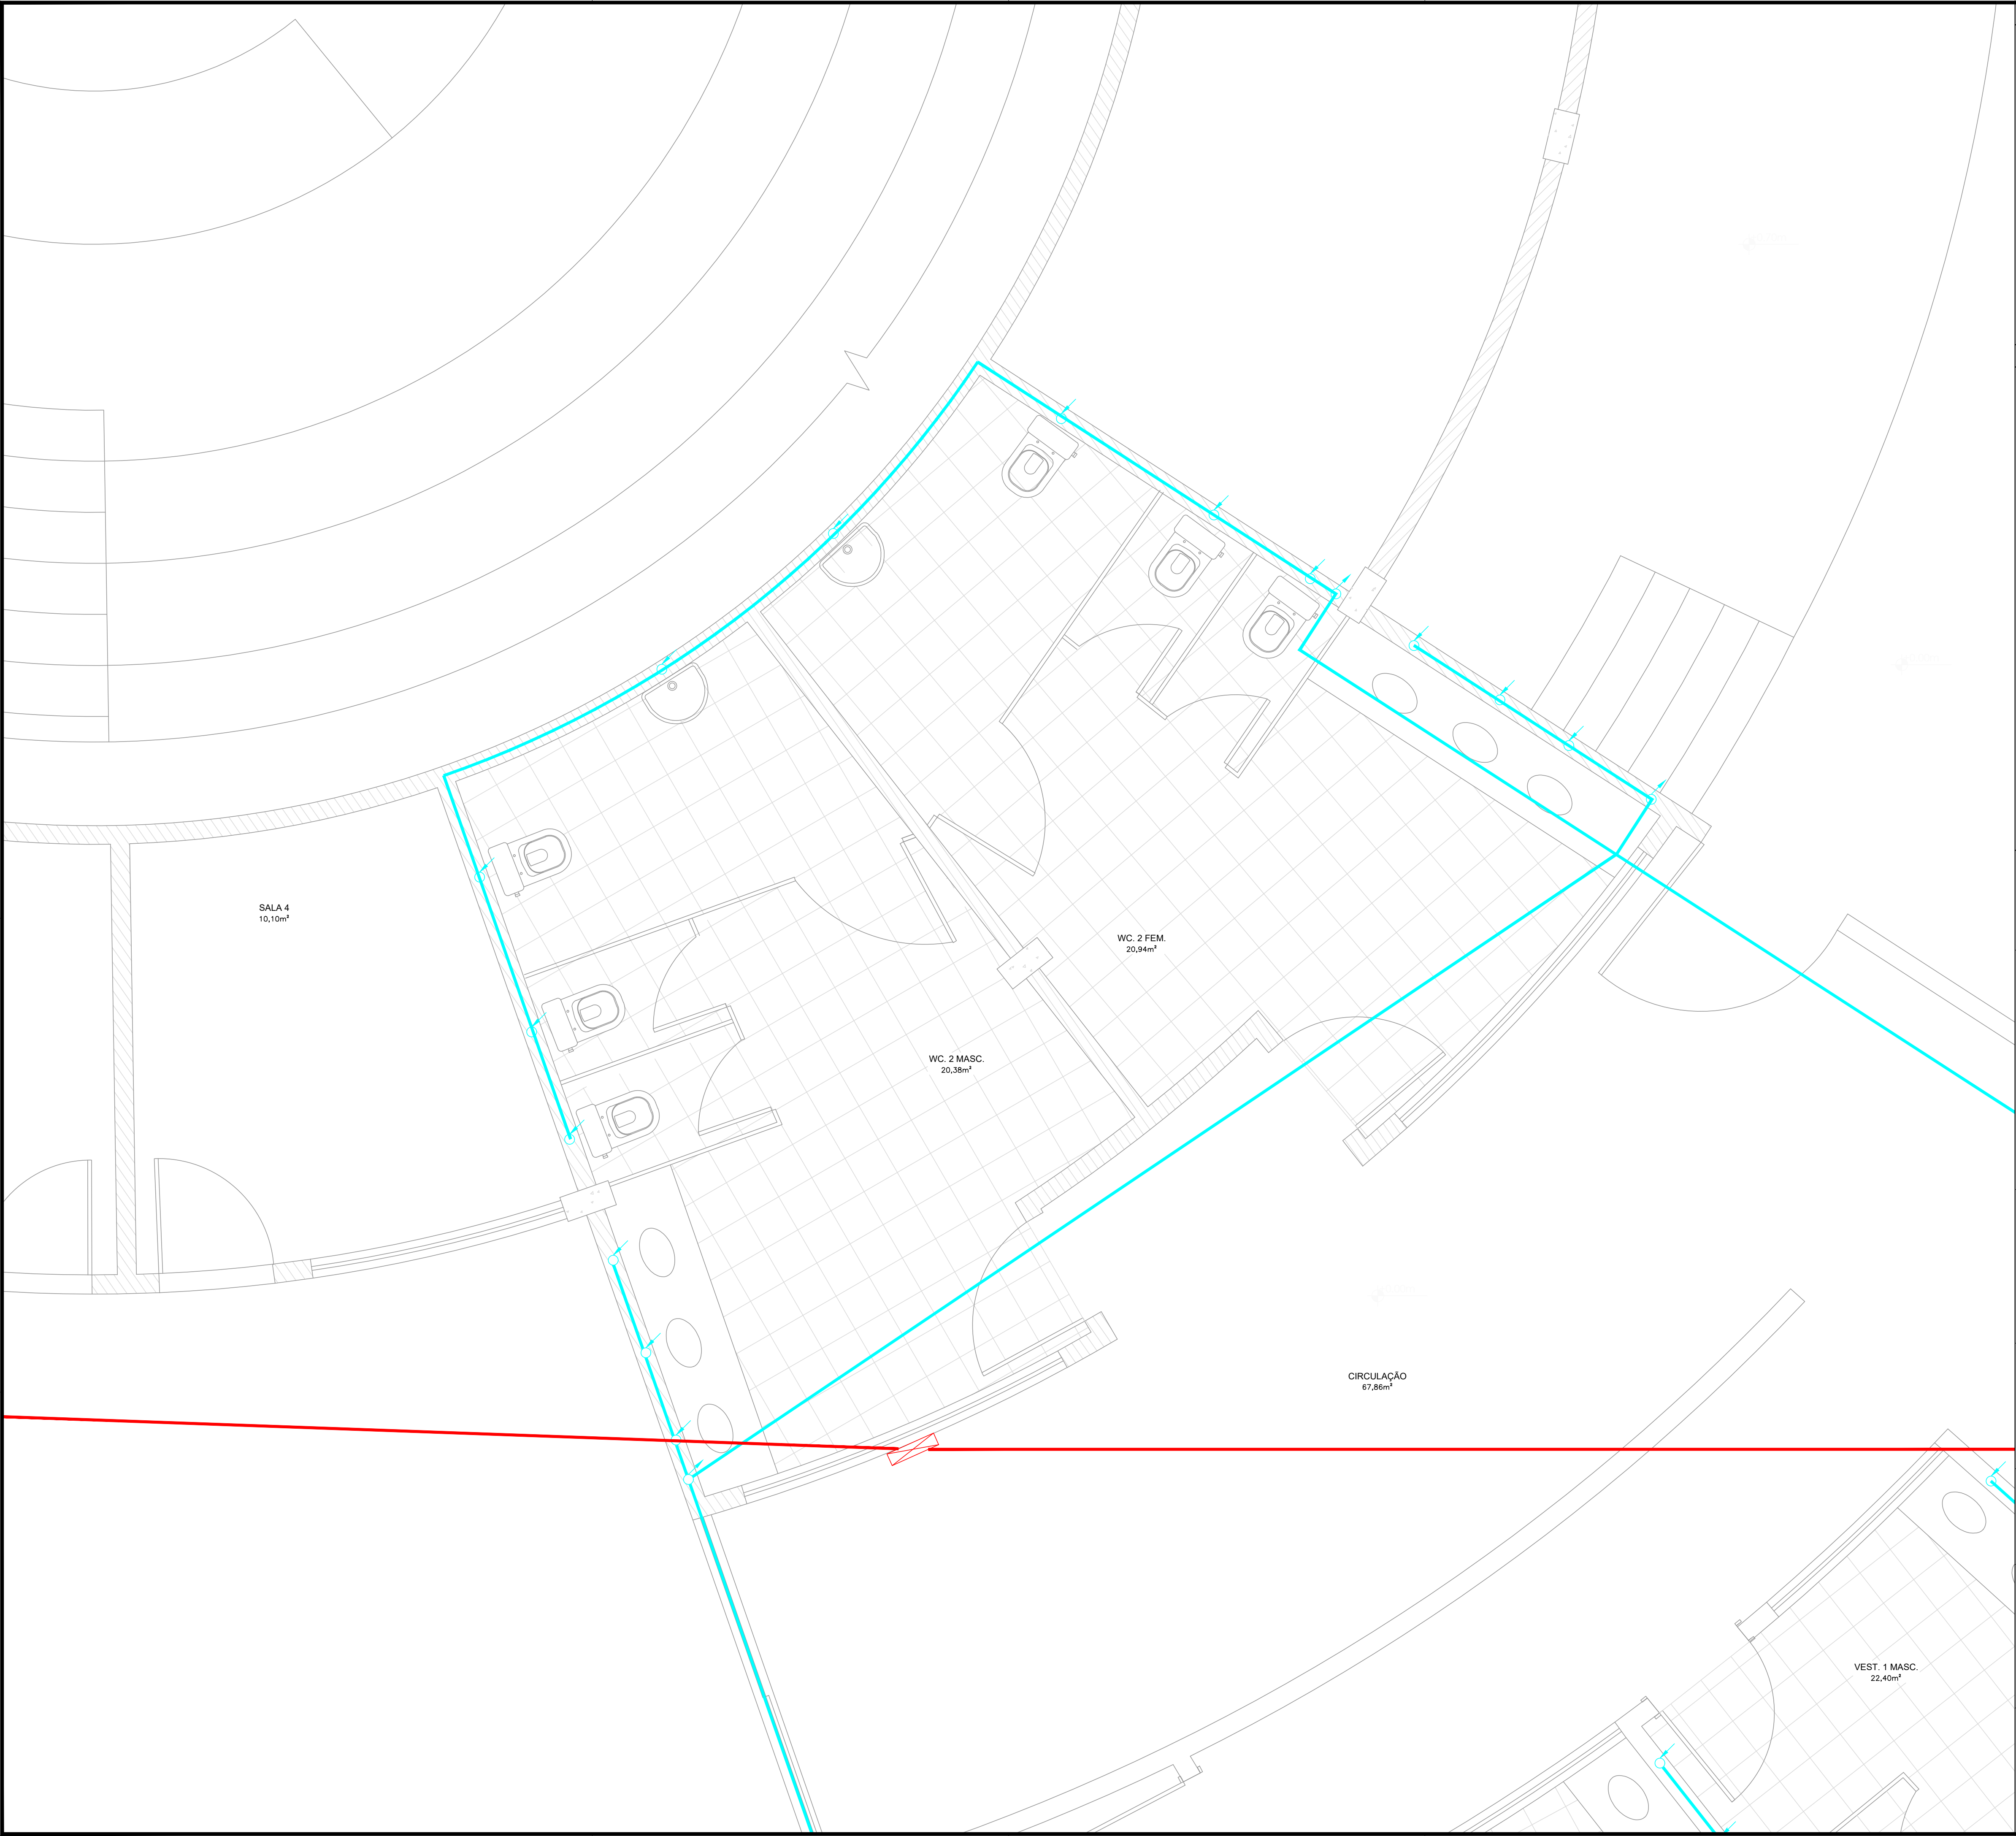 SALA 4
10,10m²
WC. 2 FEM.
20,94m²
WC. 2 MASC.
20,38m²
CIRCULAÇÃO
67,86m²
VEST. 1 MASC.
22,40m²